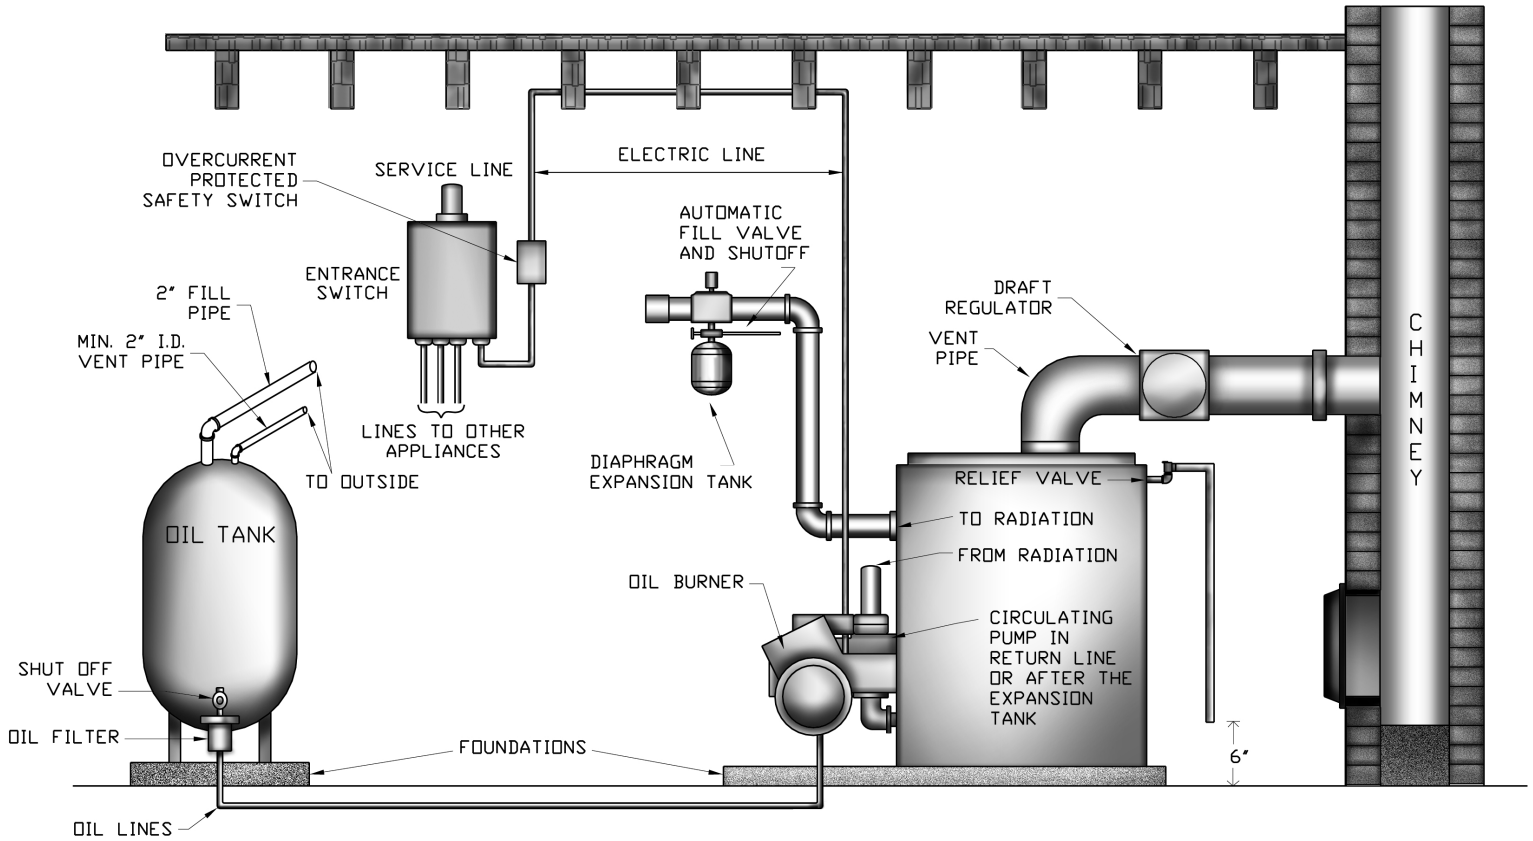 OVERCURRENT
PROTECTED
SAFETY SWITCH
SERVICE LINE
ELECTRIC LINE
AUTOMATIC
FILL VALVE
AND SHUTOFF
ENTRANCE
SWITCH
2" FILL
PIPE
MIN. 2" I.D.
VENT PIPE
DRAFT
REGULATOR
VENT
PIPE
CHIMNEY
LINES TO OTHER
APPLIANCES
TO OUTSIDE
DIAPHRAGM
EXPANSION TANK
RELIEF VALVE
OIL TANK
TO RADIATION
FROM RADIATION
OIL BURNER
CIRCULATING
PUMP IN
RETURN LINE
OR AFTER THE
EXPANSION
TANK
SHUT OFF
VALVE
OIL FILTER
FOUNDATIONS
6"
OIL LINES